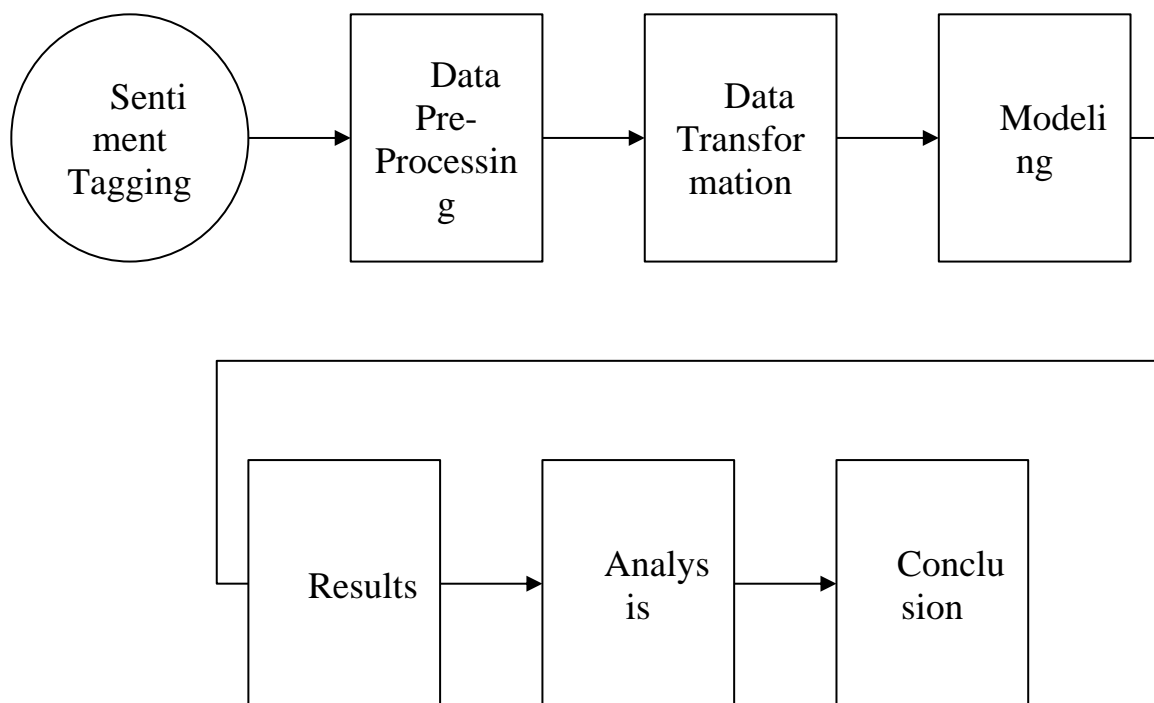 Senti
ment
Tagging
Data
Pre-
Processin
g
Data
Transfor
mation
Modeli
ng
Results
Analys
is
Conclu
sion